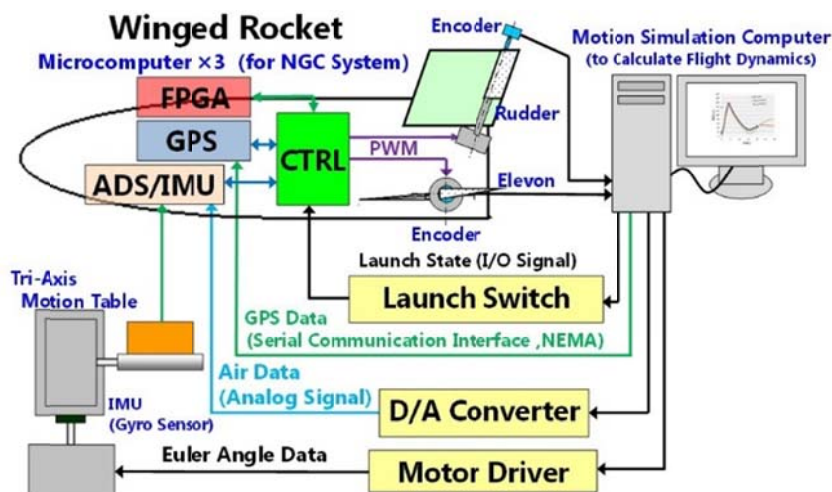 Winged Rocket
Microcomputer ×3  (for NGC System)
Encoder
Motion Simulation Computer
(to Calculate Flight Dynamics)
FPGA
GPS
ADS/IMU
CTRL
PWM
Rudder
Elevon
Encoder
Launch State (I/O Signal)
Launch Switch
Tri-Axis
Motion Table
GPS Data
(Serial Communication Interface ,NEMA)
Air Data
(Analog Signal)
D/A Converter
IMU
(Gyro Sensor)
Euler Angle Data
Motor Driver